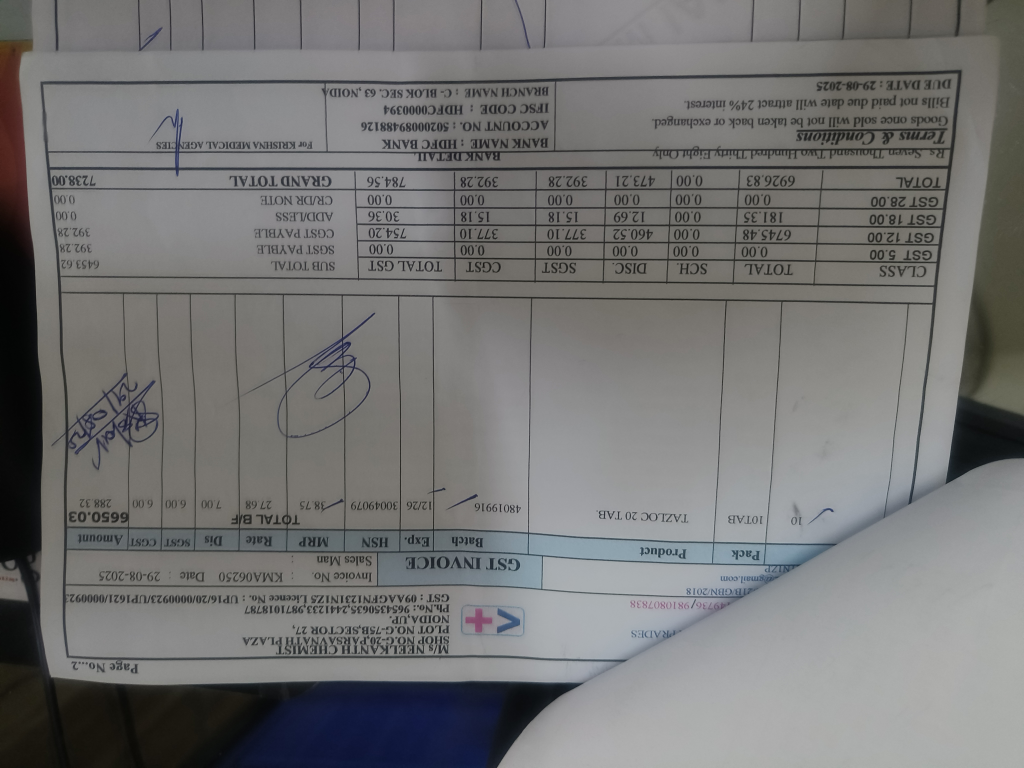 Page No...2
M/s NEELKANTH CHEMIST
SHOP NO.G-20,PARSAVNATH PLAZA
PLOT NO.G-75B,SECTOR 27,
NOIDA,UP.
Ph.No.: 9654350635,2441233,9871018787
GST : 09AAGFN1231N1ZS Licence No.: UP16/20/0000923/UP1621/0000923
RADES
736/9810807838
21B/GBN/2018
@gmail.com
N1ZP
GST INVOICE
Invoice No. : KMA06250 Date : 29-08-2025
Sales Man :
Pack Product Batch Exp. HSN MRP Rate Dis SGST CGST Amount
TOTAL B/F 6650.03
10 10TAB TAZLOC 20 TAB. 48019916 12/26 30049079 38.75 27.68 7.00 6.00 6.00 288.32
CLASS TOTAL SCH. DISC. SGST CGST TOTAL GST
GST 5.00 0.00 0.00 0.00 0.00 0.00 0.00
GST 12.00 6745.48 0.00 460.52 377.10 377.10 754.20
GST 18.00 181.35 0.00 12.69 15.18 15.18 30.36
GST 28.00 0.00 0.00 0.00 0.00 0.00 0.00
TOTAL 6926.83 0.00 473.21 392.28 392.28 784.56
SUB TOTAL 6453.62
SGST PAYBLE 392.28
CGST PAYBLE 392.28
ADD/LESS 0.00
CR/DR NOTE 0.00
GRAND TOTAL 7238.00
Rs. Seven Thousand Two Hundred Thirty Eight Only
Terms & Conditions
Goods once sold will not be taken back or exchanged.
Bills not paid due date will attract 24% interest.
DUE DATE : 29-08-2025
BANK DETAIL
BANK NAME : HDFC BANK
ACCOUNT NO. : 50200089488126
IFSC CODE : HDFC0000394
BRANCH NAME : C- BLOK SEC. 63 ,NOIDA
For KRISHNA MEDICAL AGENCIES